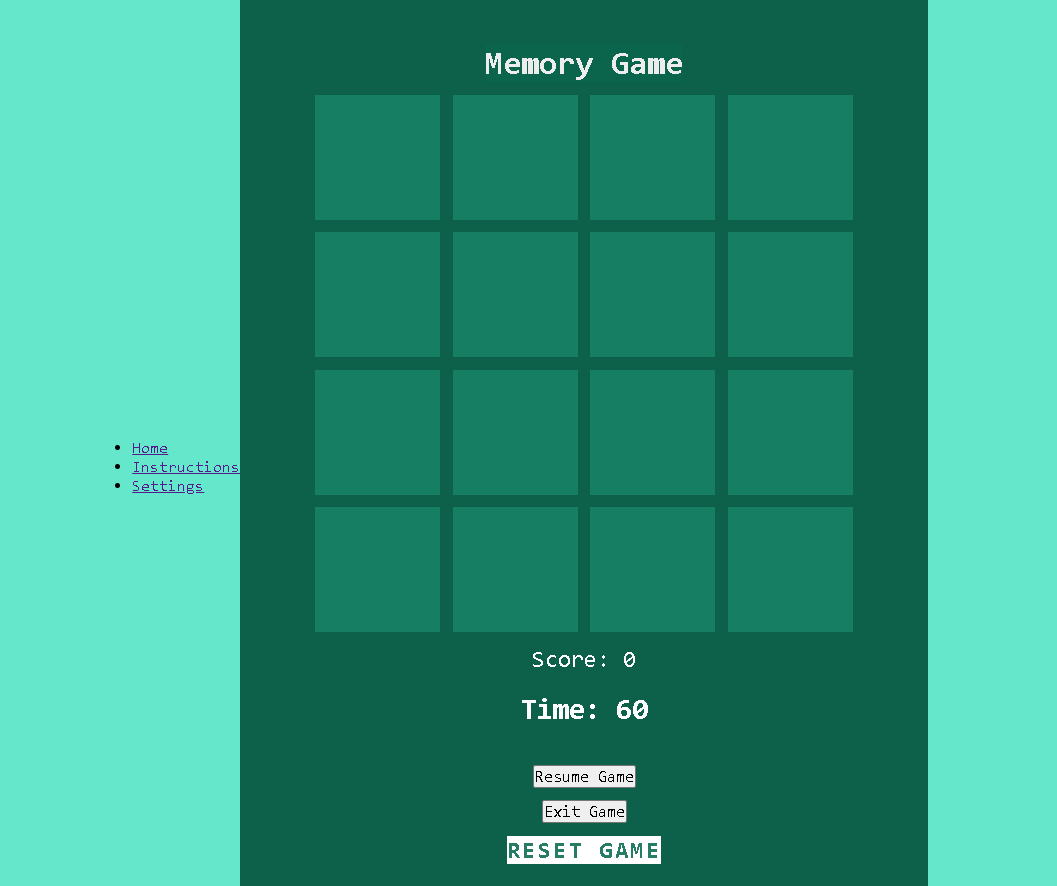 Memory Game
Home
Instructions
Settings
Score: 0
Time: 60
Resume Game
Exit Game
RESET GAME